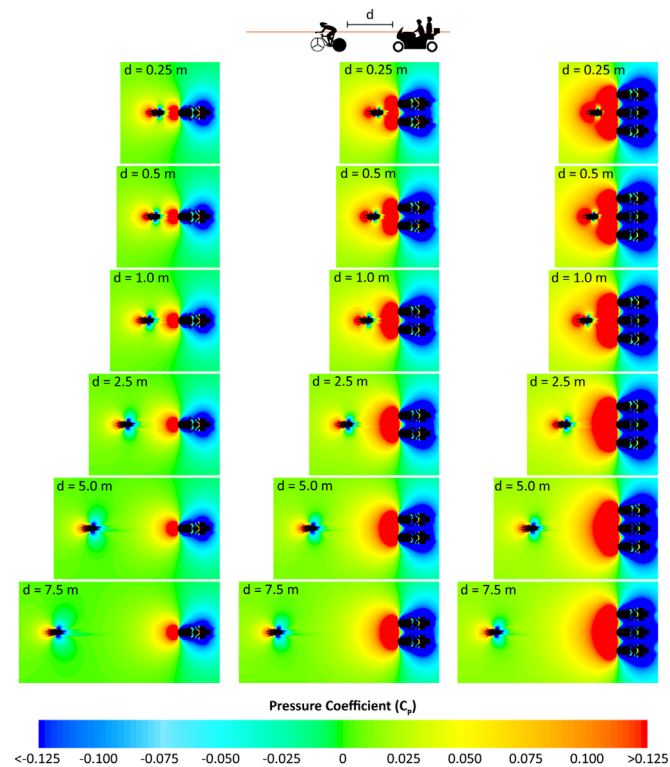 d
d = 0.25 m d = 0.25 m d = 0.25 m
d = 0.5 m d = 0.5 m d = 0.5 m
d = 1.0 m d = 1.0 m d = 1.0 m
d = 2.5 m d = 2.5 m d = 2.5 m
d = 5.0 m d = 5.0 m d = 5.0 m
d = 7.5 m d = 7.5 m d = 7.5 m
Pressure Coefficient (Cp)
<-0.125 -0.100 -0.075 -0.050 -0.025 0 0.025 0.050 0.075 0.100 >0.125